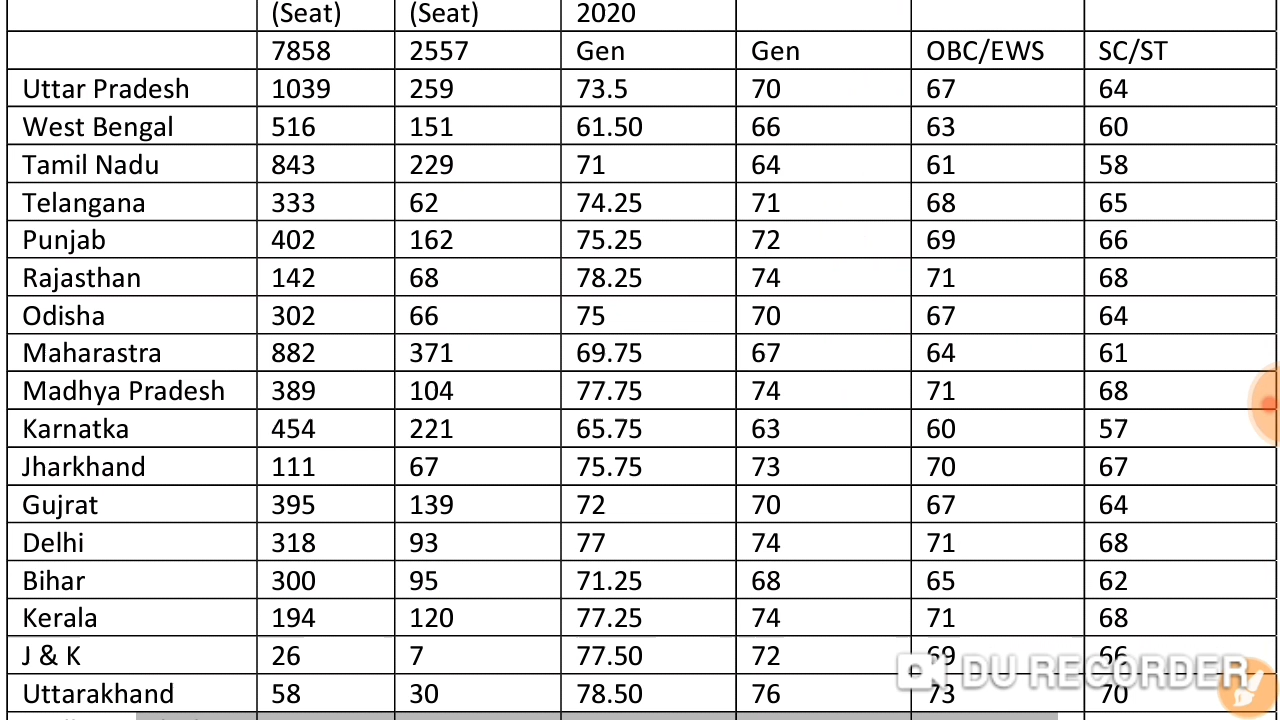 (Seat) (Seat) 2020
7858 2557 Gen Gen OBC/EWS SC/ST
Uttar Pradesh 1039 259 73.5 70 67 64
West Bengal 516 151 61.50 66 63 60
Tamil Nadu 843 229 71 64 61 58
Telangana 333 62 74.25 71 68 65
Punjab 402 162 75.25 72 69 66
Rajasthan 142 68 78.25 74 71 68
Odisha 302 66 75 70 67 64
Maharastra 882 371 69.75 67 64 61
Madhya Pradesh 389 104 77.75 74 71 68
Karnatka 454 221 65.75 63 60 57
Jharkhand 111 67 75.75 73 70 67
Gujrat 395 139 72 70 67 64
Delhi 318 93 77 74 71 68
Bihar 300 95 71.25 68 65 62
Kerala 194 120 77.25 74 71 68
J & K 26 7 77.50 72 69 66
DU RECORDER
Uttarakhand 58 30 78.50 76 73 70